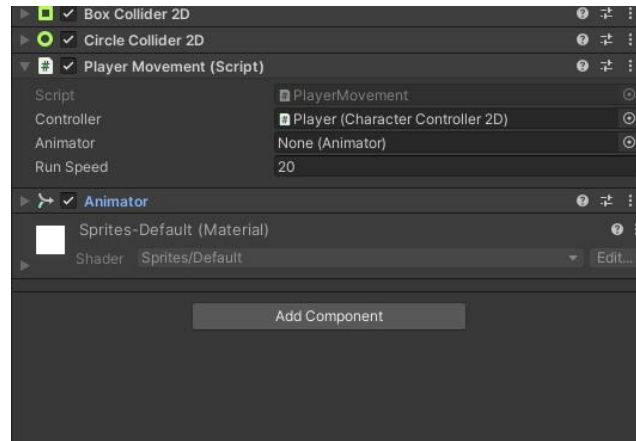 Box Collider 2D
Circle Collider 2D
Player Movement (Script)
Script PlayerMovement
Controller Player (Character Controller 2D)
Animator None (Animator)
Run Speed 20
Animator
Sprites-Default (Material)
Shader Sprites/Default Edit...
Add Component